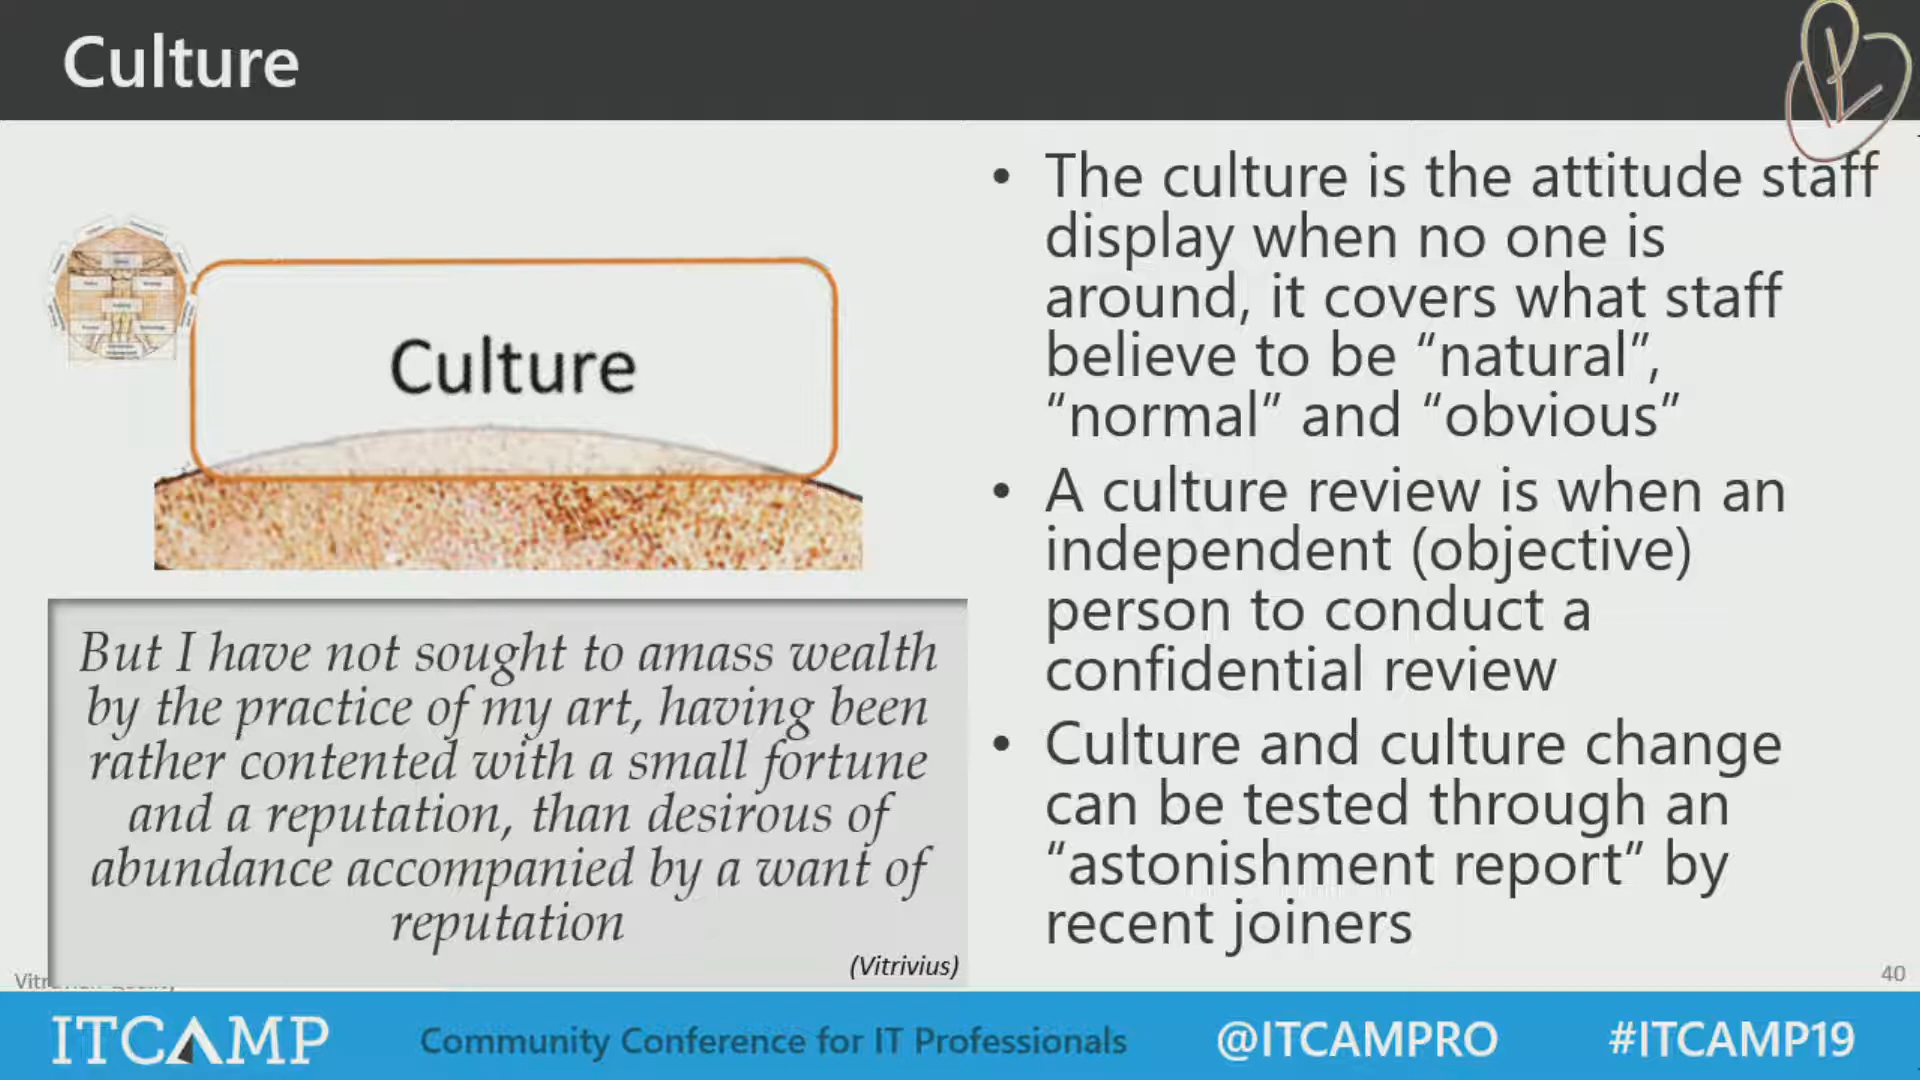 Culture
Culture
But I have not sought to amass wealth
by the practice of my art, having been
rather contented with a small fortune
and a reputation, than desirous of
abundance accompanied by a want of
reputation
(Vitrivius)
• The culture is the attitude staff
display when no one is
around, it covers what staff
believe to be “natural”,
“normal” and “obvious”
• A culture review is when an
independent (objective)
person to conduct a
confidential review
• Culture and culture change
can be tested through an
“astonishment report” by
recent joiners
40
ITCAMP
Community Conference for IT Professionals
@ITCAMPRO
#ITCAMP19